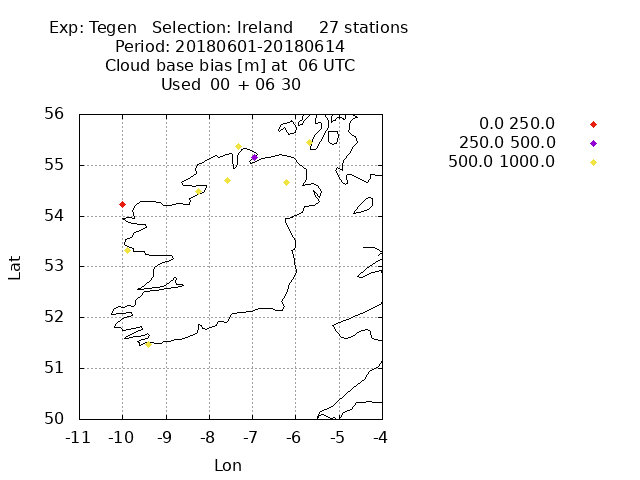 Exp: Tegen   Selection: Ireland     27 stations
Period: 20180601-20180614
Cloud base bias [m] at  06 UTC
Used  00 + 06 30
0.0 250.0
250.0 500.0
500.0 1000.0
56
55
54
53
52
51
50
-11 -10 -9 -8 -7 -6 -5 -4
Lat
Lon